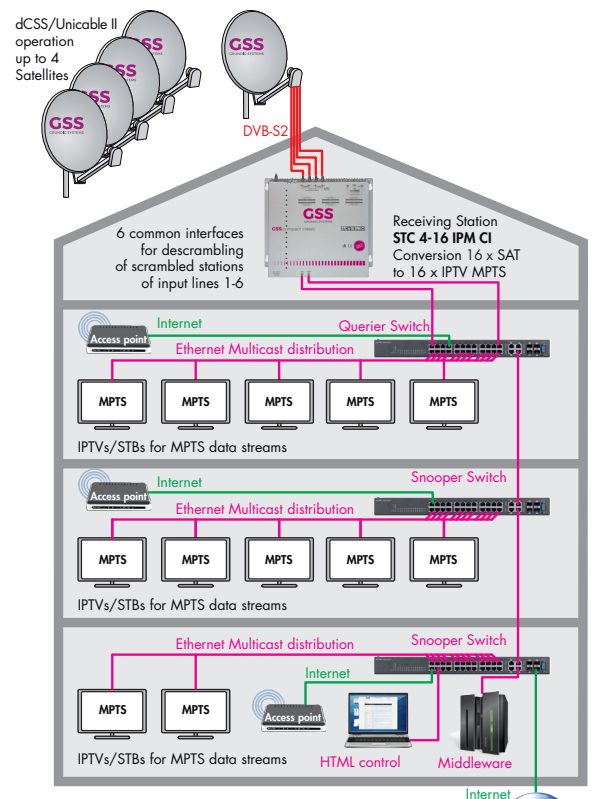 dCSS/Unicable II
operation
up to 4
Satellites
GSS
GSS
GSS
GSS
GRUNDIG SYSTEMS
GSS
GRUNDIG SYSTEMS
DVB-S2
GSS
6 common interfaces
for descrambling
of scrambled stations
of input lines 1-6
Receiving Station
STC 4-16 IPM CI
Conversion 16 x SAT
to 16 x IPTV MPTS
Internet
Querier Switch
Access point
Ethernet Multicast distribution
MPTS
MPTS
MPTS
MPTS
MPTS
IPTVs/STBs for MPTS data streams
Internet
Snooper Switch
Access point
Ethernet Multicast distribution
MPTS
MPTS
MPTS
MPTS
MPTS
IPTVs/STBs for MPTS data streams
Ethernet Multicast distribution
Snooper Switch
Internet
MPTS
MPTS
Access point
IPTVs/STBs for MPTS data streams
HTML control
Middleware
Internet